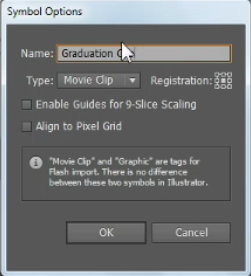 Symbol Options
Name: Graduation
Type: Movie Clip Registration:
Enable Guides for 9-Slice Scaling
Align to Pixel Grid
"Movie Clip" and "Graphic" are tags for
Flash import. There is no difference
between these two symbols in Illustrator.
OK Cancel